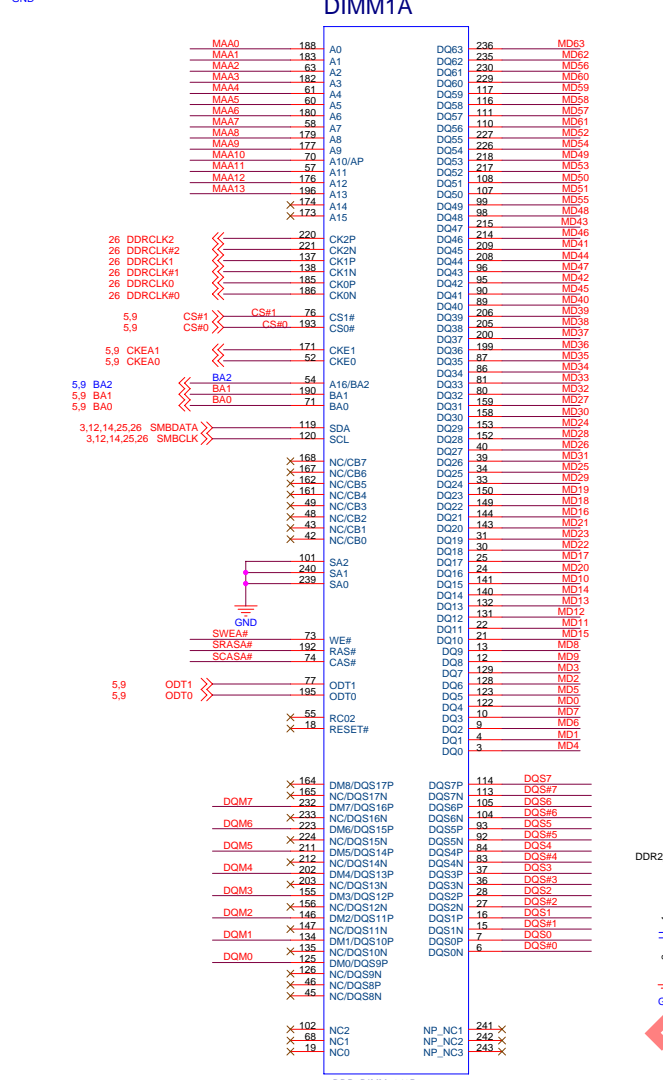 DIMM1A
MAA0 188 A0
MAA1 183 A1
MAA2 63 A2
MAA3 182 A3
MAA4 61 A4
MAA5 60 A5
MAA6 180 A6
MAA7 58 A7
MAA8 179 A8
MAA9 177 A9
MAA10 70 A10/AP
MAA11 57 A11
MAA12 176 A12
MAA13 196 A13
174 A14
173 A15
26 DDRCLK2 220 CK2P
26 DDRCLK#2 221 CK2N
26 DDRCLK1 137 CK1P
26 DDRCLK#1 138 CK1N
26 DDRCLK0 185 CK0P
26 DDRCLK#0 186 CK0N
5,9 CS#1 CS#1 76 CS1#
5,9 CS#0 CS#0 193 CS0#
5,9 CKEA1 171 CKE1
5,9 CKEA0 52 CKE0
5,9 BA2 BA2 54 A16/BA2
5,9 BA1 BA1 190 BA1
5,9 BA0 BA0 71 BA0
3,12,14,25,26 SMBDATA 119 SDA
3,12,14,25,26 SMBCLK 120 SCL
168 NC/CB7
167 NC/CB6
162 NC/CB5
161 NC/CB4
49 NC/CB3
48 NC/CB2
43 NC/CB1
42 NC/CB0
101 SA2
240 SA1
239 SA0
GND
SWEA# 73 WE#
SRASA# 192 RAS#
SCASA# 74 CAS#
5,9 ODT1 77 ODT1
5,9 ODT0 195 ODT0
55 RC02
18 RESET#
164 DM8/DQS17P
165 NC/DQS17N
DQM7 232 DM7/DQS16P
233 NC/DQS16N
DQM6 223 DM6/DQS15P
224 NC/DQS15N
DQM5 211 DM5/DQS14P
212 NC/DQS14N
DQM4 202 DM4/DQS13P
203 NC/DQS13N
DQM3 155 DM3/DQS12P
156 NC/DQS12N
DQM2 146 DM2/DQS11P
147 NC/DQS11N
DQM1 134 DM1/DQS10P
135 NC/DQS10N
DQM0 125 DM0/DQS9P
126 NC/DQS9N
46 NC/DQS8P
45 NC/DQS8N
102 NC2
68 NC1
19 NC0
DQ63 236 MD63
DQ62 235 MD62
DQ61 230 MD56
DQ60 229 MD60
DQ59 117 MD59
DQ58 116 MD58
DQ57 111 MD57
DQ56 110 MD61
DQ55 227 MD52
DQ54 226 MD54
DQ53 218 MD49
DQ52 217 MD53
DQ51 108 MD50
DQ50 107 MD51
DQ49 99 MD55
DQ48 98 MD48
DQ47 215 MD43
DQ46 214 MD46
DQ45 209 MD41
DQ44 208 MD44
DQ43 96 MD47
DQ42 95 MD42
DQ41 90 MD45
DQ40 89 MD40
DQ39 206 MD39
DQ38 205 MD38
DQ37 200 MD37
DQ36 199 MD36
DQ35 87 MD35
DQ34 86 MD34
DQ33 81 MD33
DQ32 80 MD32
DQ31 159 MD27
DQ30 158 MD30
DQ29 153 MD24
DQ28 152 MD28
DQ27 40 MD26
DQ26 39 MD31
DQ25 34 MD25
DQ24 33 MD29
DQ23 150 MD19
DQ22 149 MD18
DQ21 144 MD16
DQ20 143 MD21
DQ19 31 MD23
DQ18 30 MD22
DQ17 25 MD17
DQ16 24 MD20
DQ15 141 MD10
DQ14 140 MD14
DQ13 132 MD13
DQ12 131 MD12
DQ11 22 MD11
DQ10 21 MD15
DQ9 13 MD8
DQ8 12 MD9
DQ7 129 MD3
DQ6 128 MD2
DQ5 123 MD5
DQ4 122 MD0
DQ3 10 MD7
DQ2 9 MD6
DQ1 4 MD1
DQ0 3 MD4
DQS7P 114 DQS7
DQS7N 113 DQS#7
DQS6P 105 DQS6
DQS6N 104 DQS#6
DQS5P 93 DQS5
DQS5N 92 DQS#5
DQS4P 84 DQS4
DQS4N 83 DQS#4
DQS3P 37 DQS3
DQS3N 36 DQS#3
DQS2P 28 DQS2
DQS2N 27 DQS#2
DQS1P 16 DQS1
DQS1N 15 DQS#1
DQS0P 7 DQS0
DQS0N 6 DQS#0
NP_NC1 241
NP_NC2 242
NP_NC3 243
DDR2